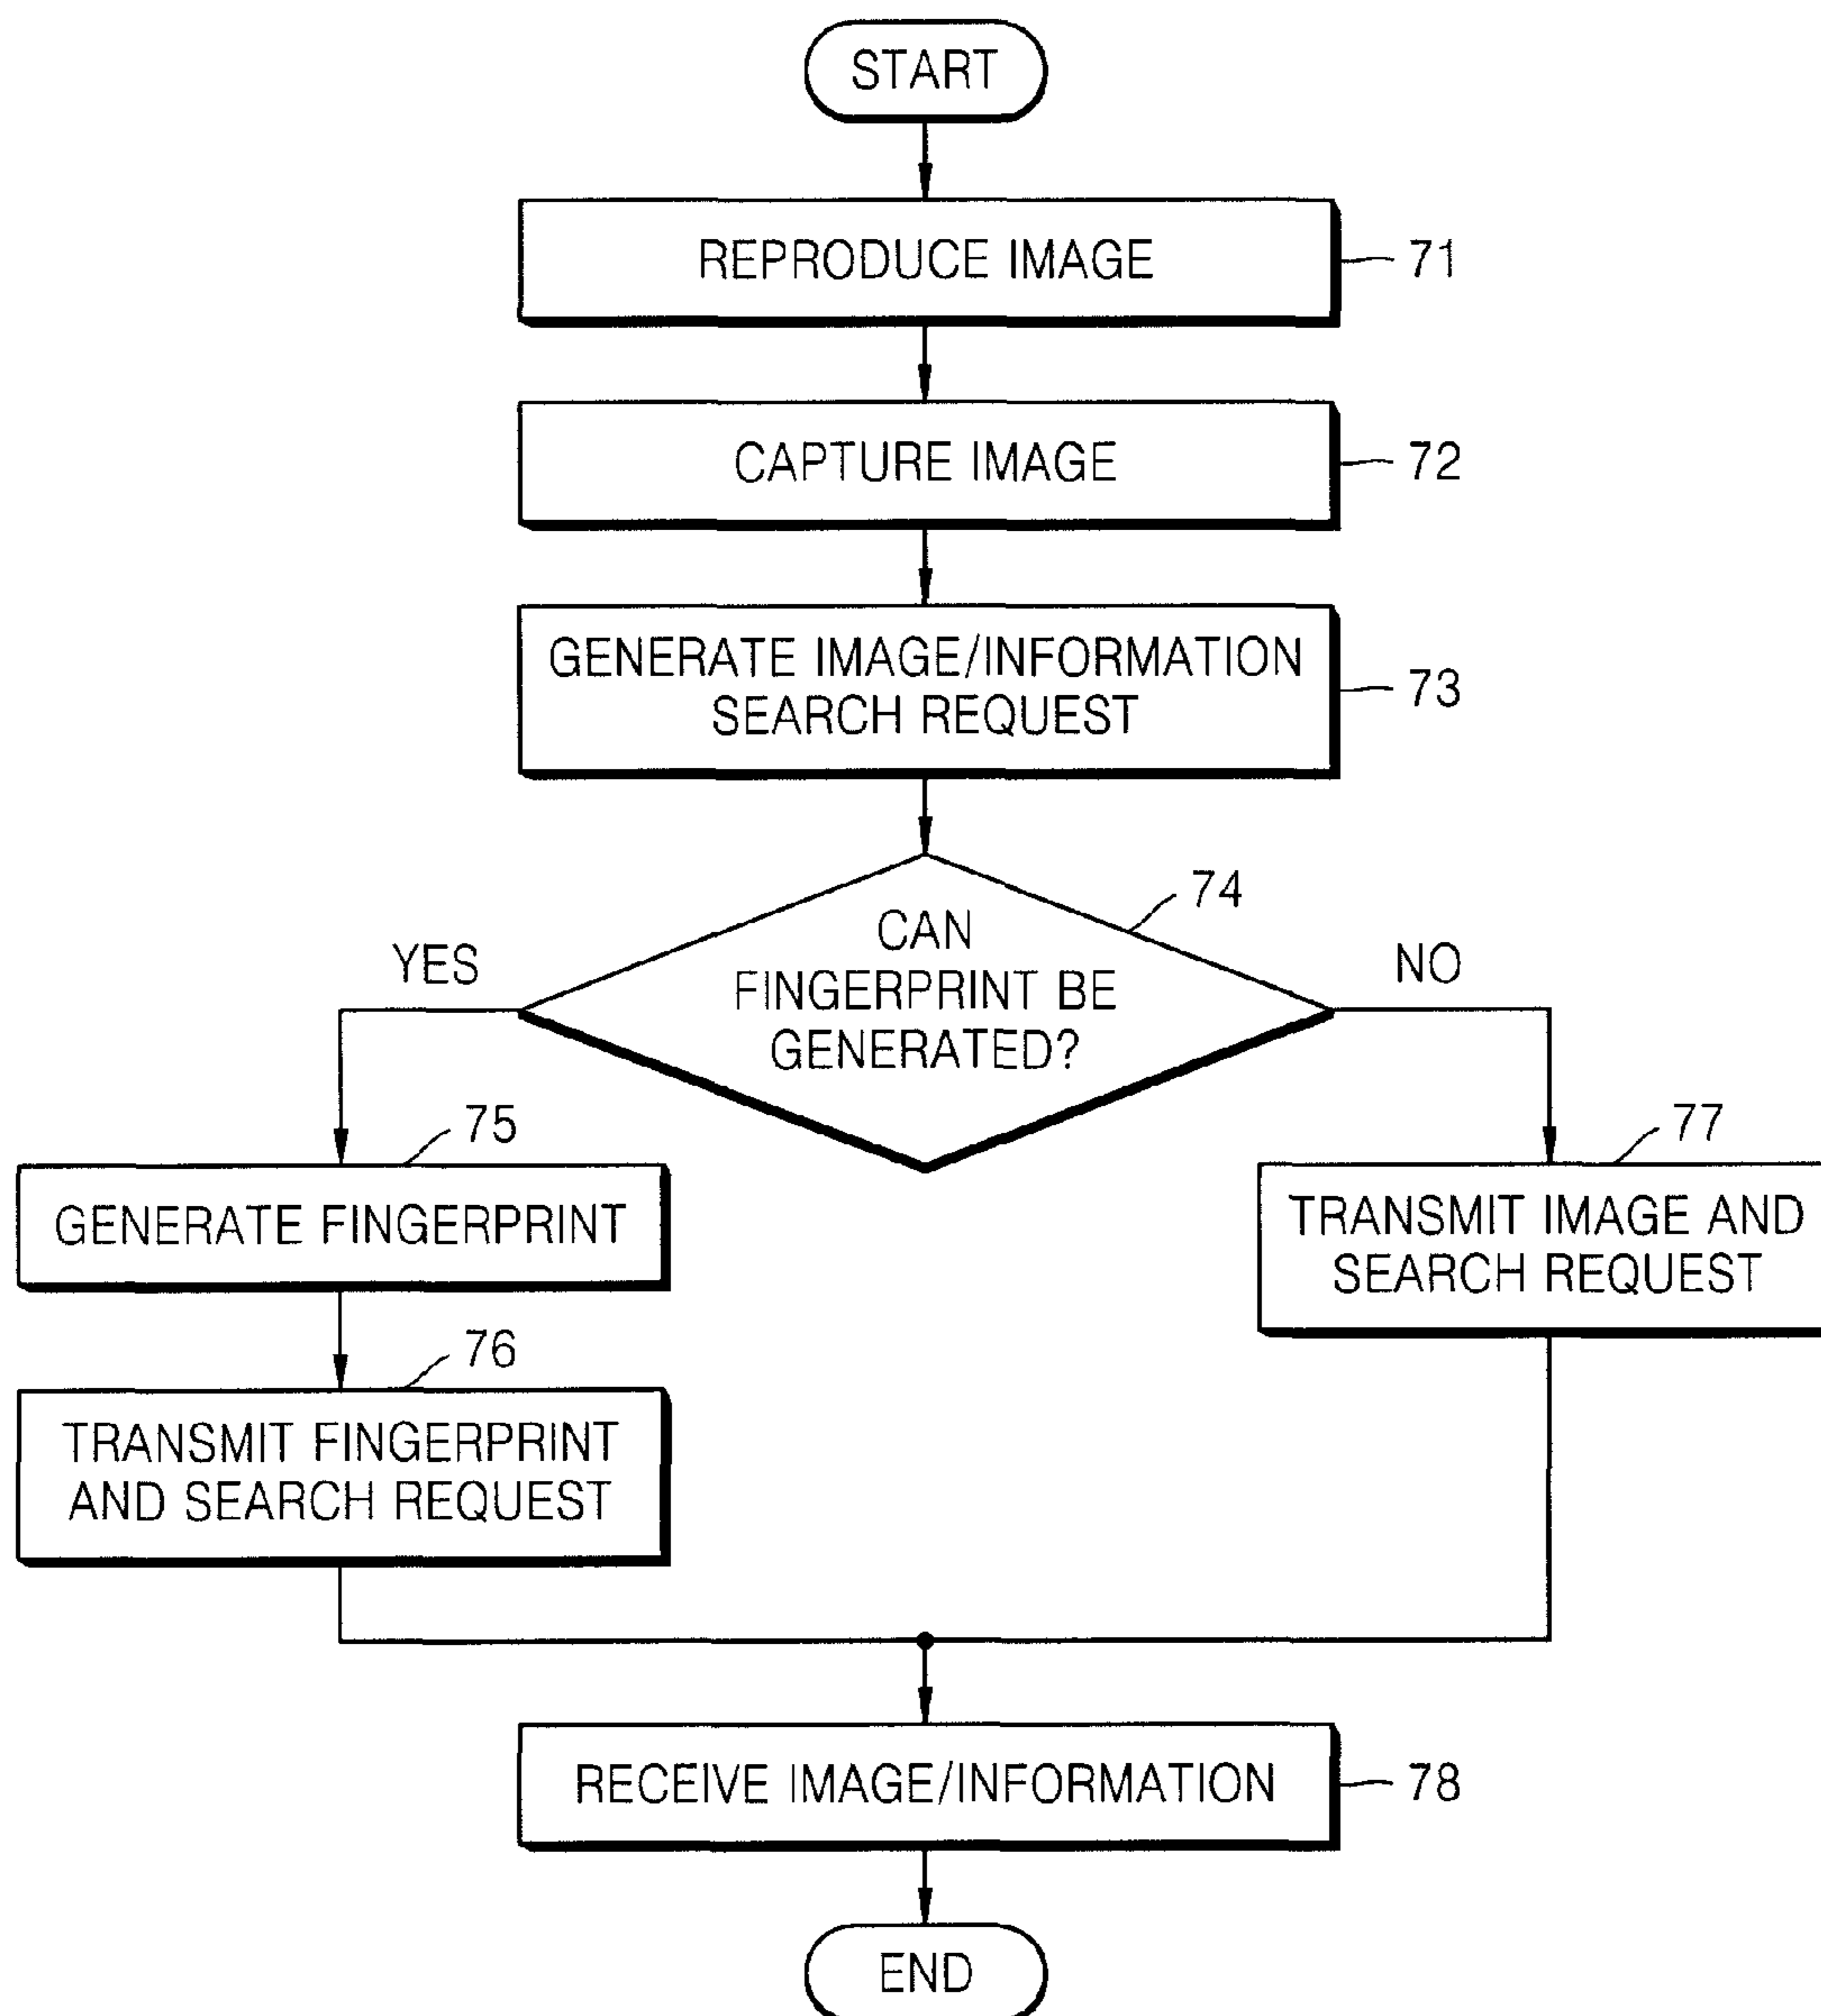 START
REPRODUCE IMAGE
71
CAPTURE IMAGE
72
GENERATE IMAGE/INFORMATION
SEARCH REQUEST
73
74
CAN
FINGERPRINT BE
GENERATED?
YES
NO
75
GENERATE FINGERPRINT
77
TRANSMIT IMAGE AND
SEARCH REQUEST
76
TRANSMIT FINGERPRINT
AND SEARCH REQUEST
RECEIVE IMAGE/INFORMATION
78
END